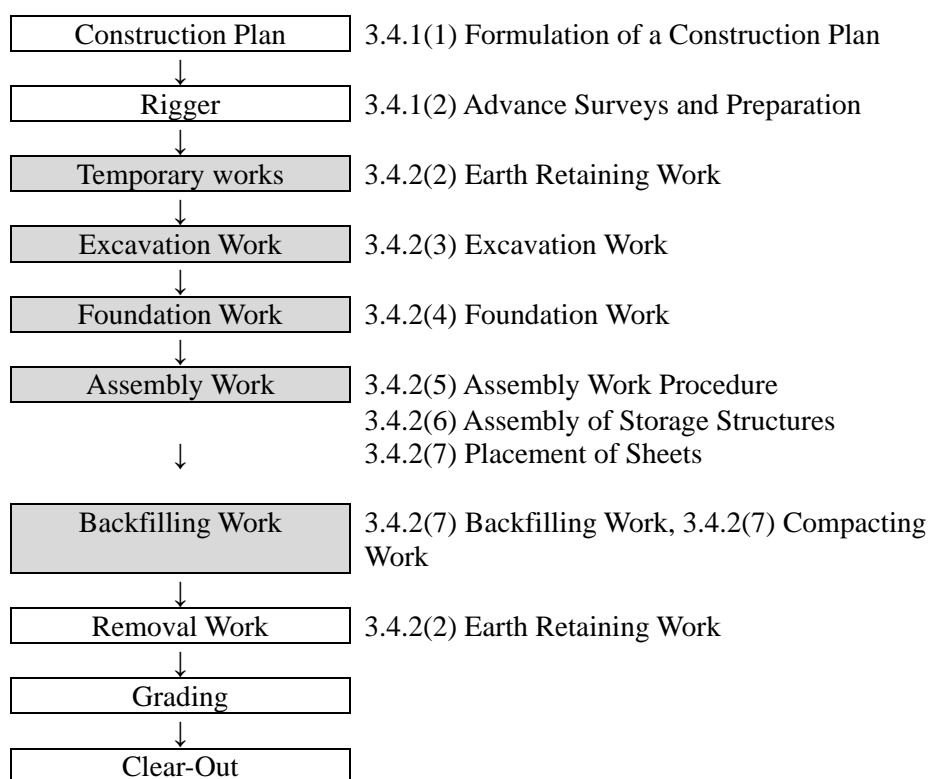 Construction Plan 3.4.1(1) Formulation of a Construction Plan
↓
Rigger 3.4.1(2) Advance Surveys and Preparation
↓
Temporary works 3.4.2(2) Earth Retaining Work
↓
Excavation Work 3.4.2(3) Excavation Work
↓
Foundation Work 3.4.2(4) Foundation Work
↓
Assembly Work 3.4.2(5) Assembly Work Procedure
3.4.2(6) Assembly of Storage Structures
↓ 3.4.2(7) Placement of Sheets
Backfilling Work 3.4.2(7) Backfilling Work, 3.4.2(7) Compacting
Work
↓
Removal Work 3.4.2(2) Earth Retaining Work
↓
Grading
↓
Clear-Out